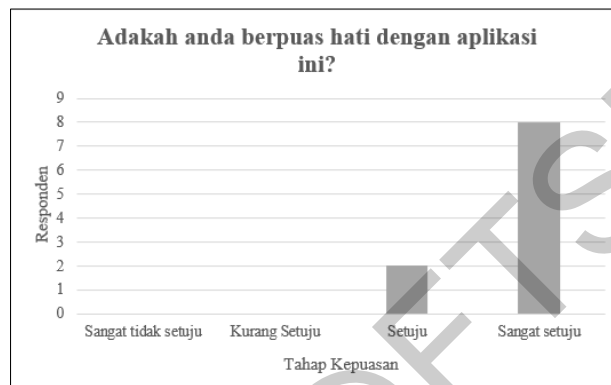 Adakah anda berpuas hati dengan aplikasi
ini?
9
8
7
6
5
4
3
2
1
0
Responden
Sangat tidak setuju Kurang Setuju Setuju Sangat setuju
Tahap Kepuasan